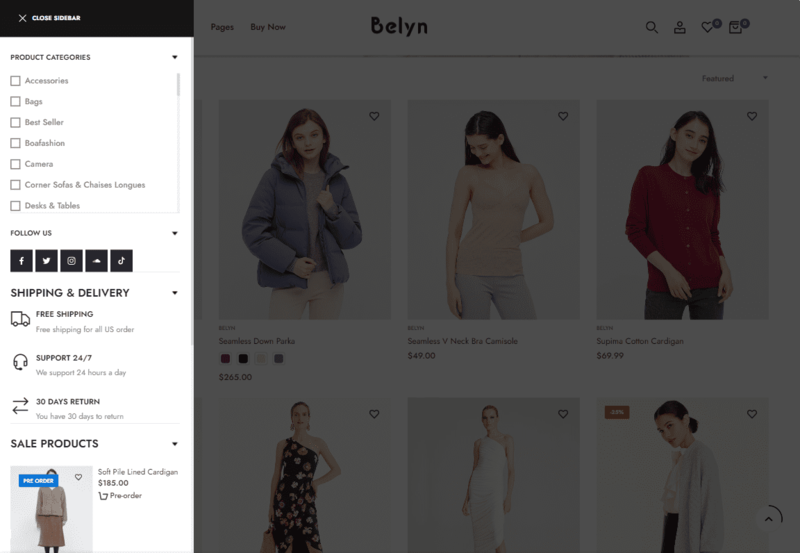 CLOSE SIDEBAR
PRODUCT CATEGORIES
Accessories
Bags
Best Seller
Boafashion
Camera
Corner Sofas & Chaises Longues
Desks & Tables
FOLLOW US
SHIPPING & DELIVERY
FREE SHIPPING
Free shipping for all US order
SUPPORT 24/7
We support 24 hours a day
30 DAYS RETURN
You have 30 days to return
SALE PRODUCTS
PRE ORDER
Soft Pile Lined Cardigan
$185.00
Pre-order
Pages
Buy Now
Belyn
0
0
Featured
BELYN
Seamless Down Parka
$265.00
BELYN
Seamless V Neck Bra Camisole
$49.00
BELYN
Supima Cotton Cardigan
$69.99